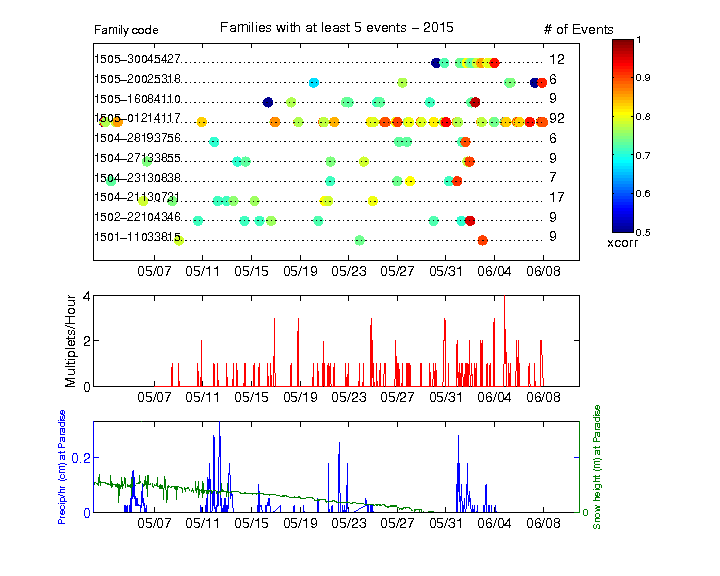 Family code
Families with at least 5 events − 2015
# of Events
1505−30045427 12
1505−20025318 6
1505−16084110 9
1505−01214117 92
1504−28193756 6
1504−27133855 9
1504−23130838 7
1504−21130731 17
1502−22104346 9
1501−11033815 9
05/07 05/11 05/15 05/19 05/23 05/27 05/31 06/04 06/08
1
0.9
0.8
0.7
0.6
0.5
xcorr
Multiplets/Hour
4
2
0
05/07 05/11 05/15 05/19 05/23 05/27 05/31 06/04 06/08
Precip/hr (cm) at Paradise
0.2
0
0
Snow height (m) at Paradise
05/07 05/11 05/15 05/19 05/23 05/27 05/31 06/04 06/08